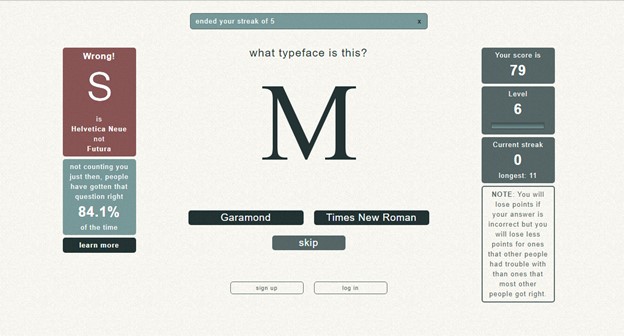 ended your streak of 5 x
Wrong!
S
is
Helvetica Neue
not
Futura
not counting you
just then, people
have gotten that
question right
84.1%
of the time
learn more
what typeface is this?
M
Garamond
Times New Roman
skip
sign up
log in
Your score is
79
Level
6
Current streak
0
longest: 11
NOTE: You will
lose points if
your answer is
incorrect but you
will lose less
points for ones
that other people
had trouble with
than ones that
most other
people got right.